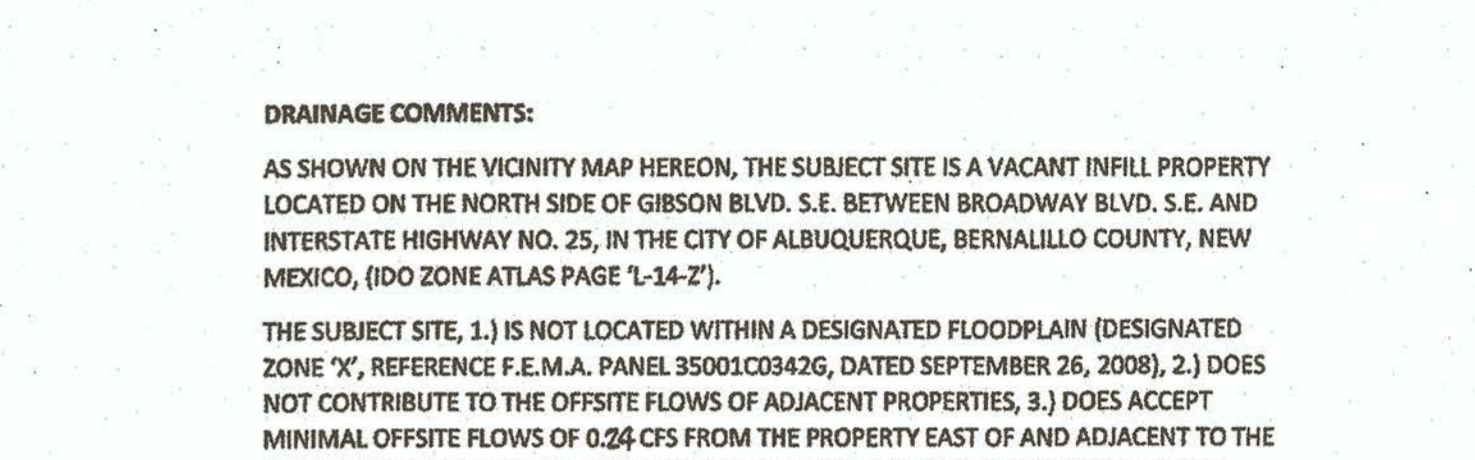 DRAINAGE COMMENTS:
AS SHOWN ON THE VICINITY MAP HEREON, THE SUBJECT SITE IS A VACANT INFILL PROPERTY
LOCATED ON THE NORTH SIDE OF GIBSON BLVD. S.E. BETWEEN BROADWAY BLVD. S.E. AND
INTERSTATE HIGHWAY NO. 25, IN THE CITY OF ALBUQUERQUE, BERNALILLO COUNTY, NEW
MEXICO, (IDO ZONE ATLAS PAGE 'L-14-Z').
THE SUBJECT SITE, 1.) IS NOT LOCATED WITHIN A DESIGNATED FLOODPLAIN (DESIGNATED
ZONE 'X', REFERENCE F.E.M.A. PANEL 35001C0342G, DATED SEPTEMBER 26, 2008), 2.) DOES
NOT CONTRIBUTE TO THE OFFSITE FLOWS OF ADJACENT PROPERTIES, 3.) DOES ACCEPT
MINIMAL OFFSITE FLOWS OF 0.24 CFS FROM THE PROPERTY EAST OF AND ADJACENT TO THE